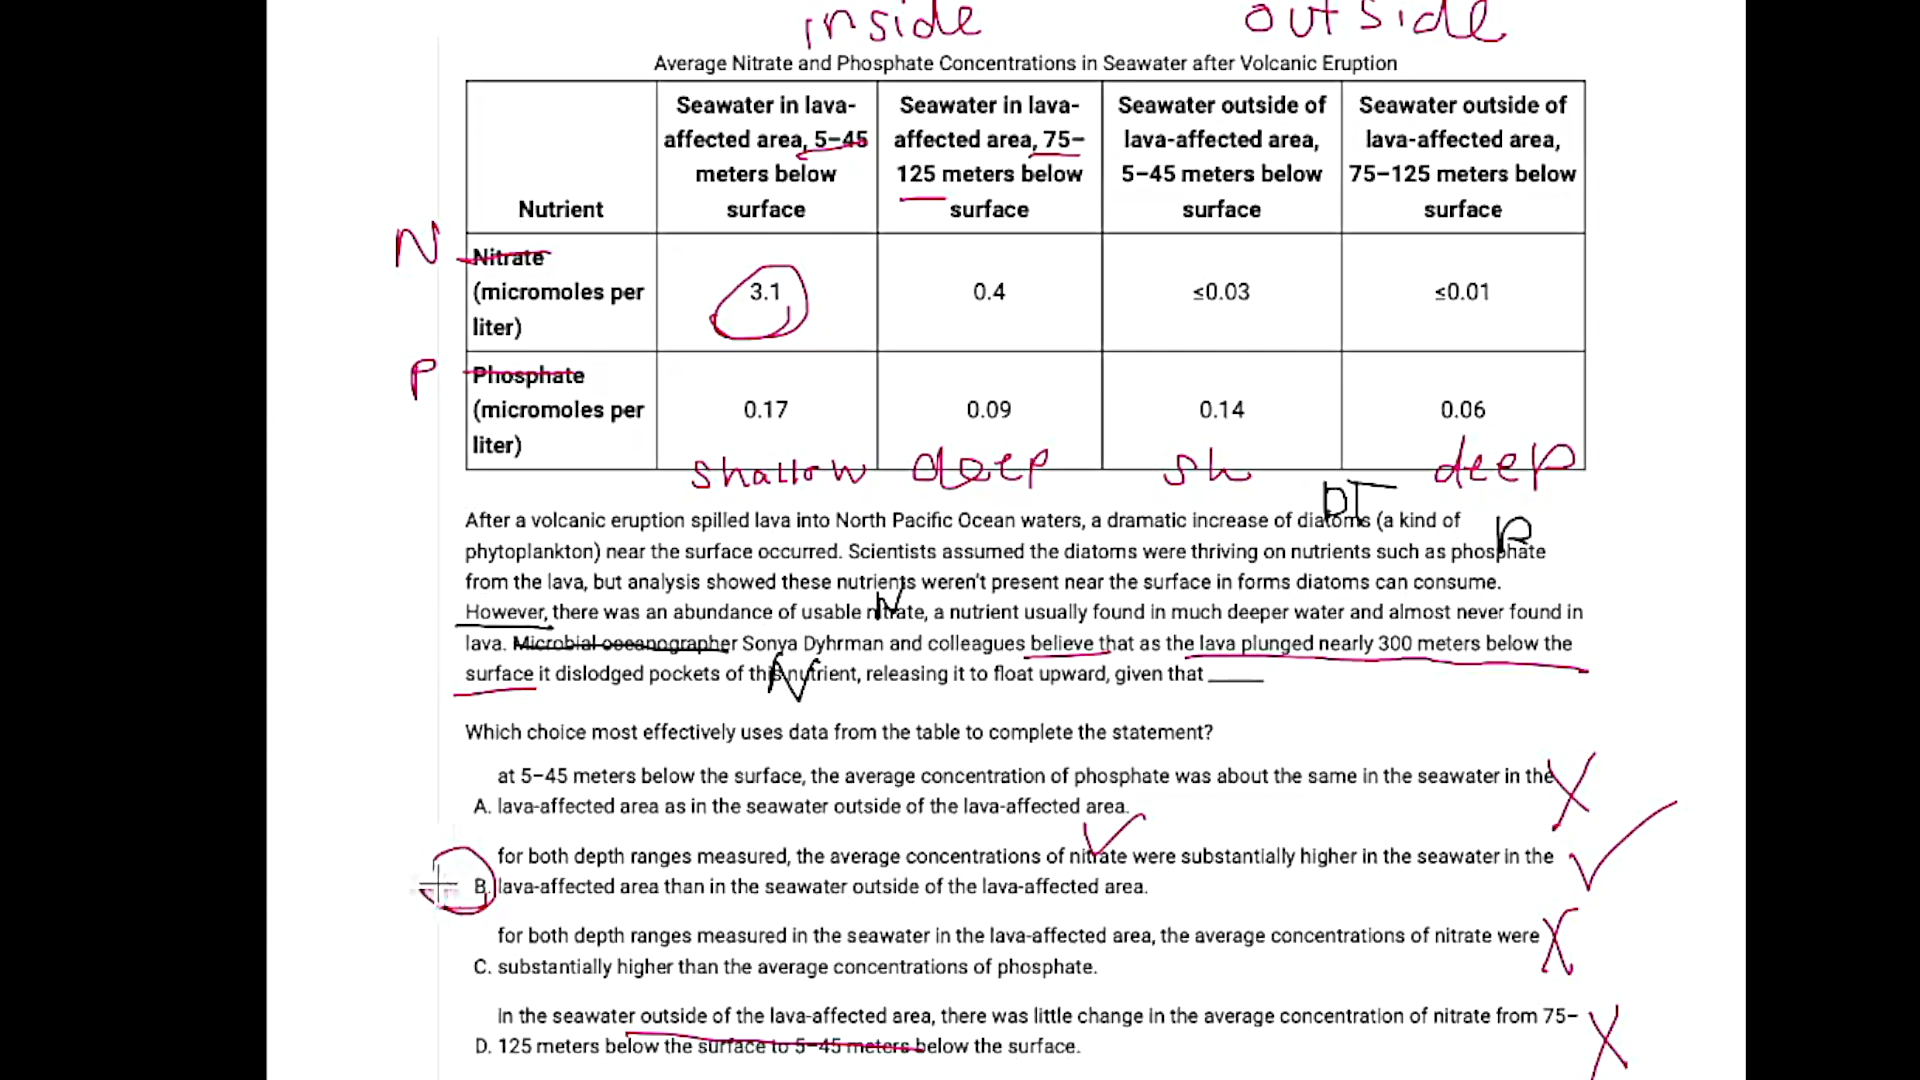 inside outside
Average Nitrate and Phosphate Concentrations in Seawater after Volcanic Eruption
Nutrient
Seawater in lava-
affected area, 5–45
meters below
surface
Seawater in lava-
affected area, 75–
125 meters below
surface
Seawater outside of
lava-affected area,
5–45 meters below
surface
Seawater outside of
lava-affected area,
75–125 meters below
surface
N
Nitrate
(micromoles per
liter)
3.1
0.4
≤0.03
≤0.01
P
Phosphate
(micromoles per
liter)
0.17
0.09
0.14
0.06
shallow deep sh deep
DT
After a volcanic eruption spilled lava into North Pacific Ocean waters, a dramatic increase of diatoms (a kind of
P
phytoplankton) near the surface occurred. Scientists assumed the diatoms were thriving on nutrients such as phosphate
from the lava, but analysis showed these nutrients weren't present near the surface in forms diatoms can consume.
N
However, there was an abundance of usable nitrate, a nutrient usually found in much deeper water and almost never found in
lava. Microbial oceanographer Sonya Dyhrman and colleagues believe that as the lava plunged nearly 300 meters below the
N
surface it dislodged pockets of this nutrient, releasing it to float upward, given that ______
Which choice most effectively uses data from the table to complete the statement?
at 5–45 meters below the surface, the average concentration of phosphate was about the same in the seawater in the
A. lava-affected area as in the seawater outside of the lava-affected area.
for both depth ranges measured, the average concentrations of nitrate were substantially higher in the seawater in the
B. lava-affected area than in the seawater outside of the lava-affected area.
for both depth ranges measured in the seawater in the lava-affected area, the average concentrations of nitrate were
C. substantially higher than the average concentrations of phosphate.
In the seawater outside of the lava-affected area, there was little change in the average concentration of nitrate from 75–
D. 125 meters below the surface to 5–45 meters below the surface.